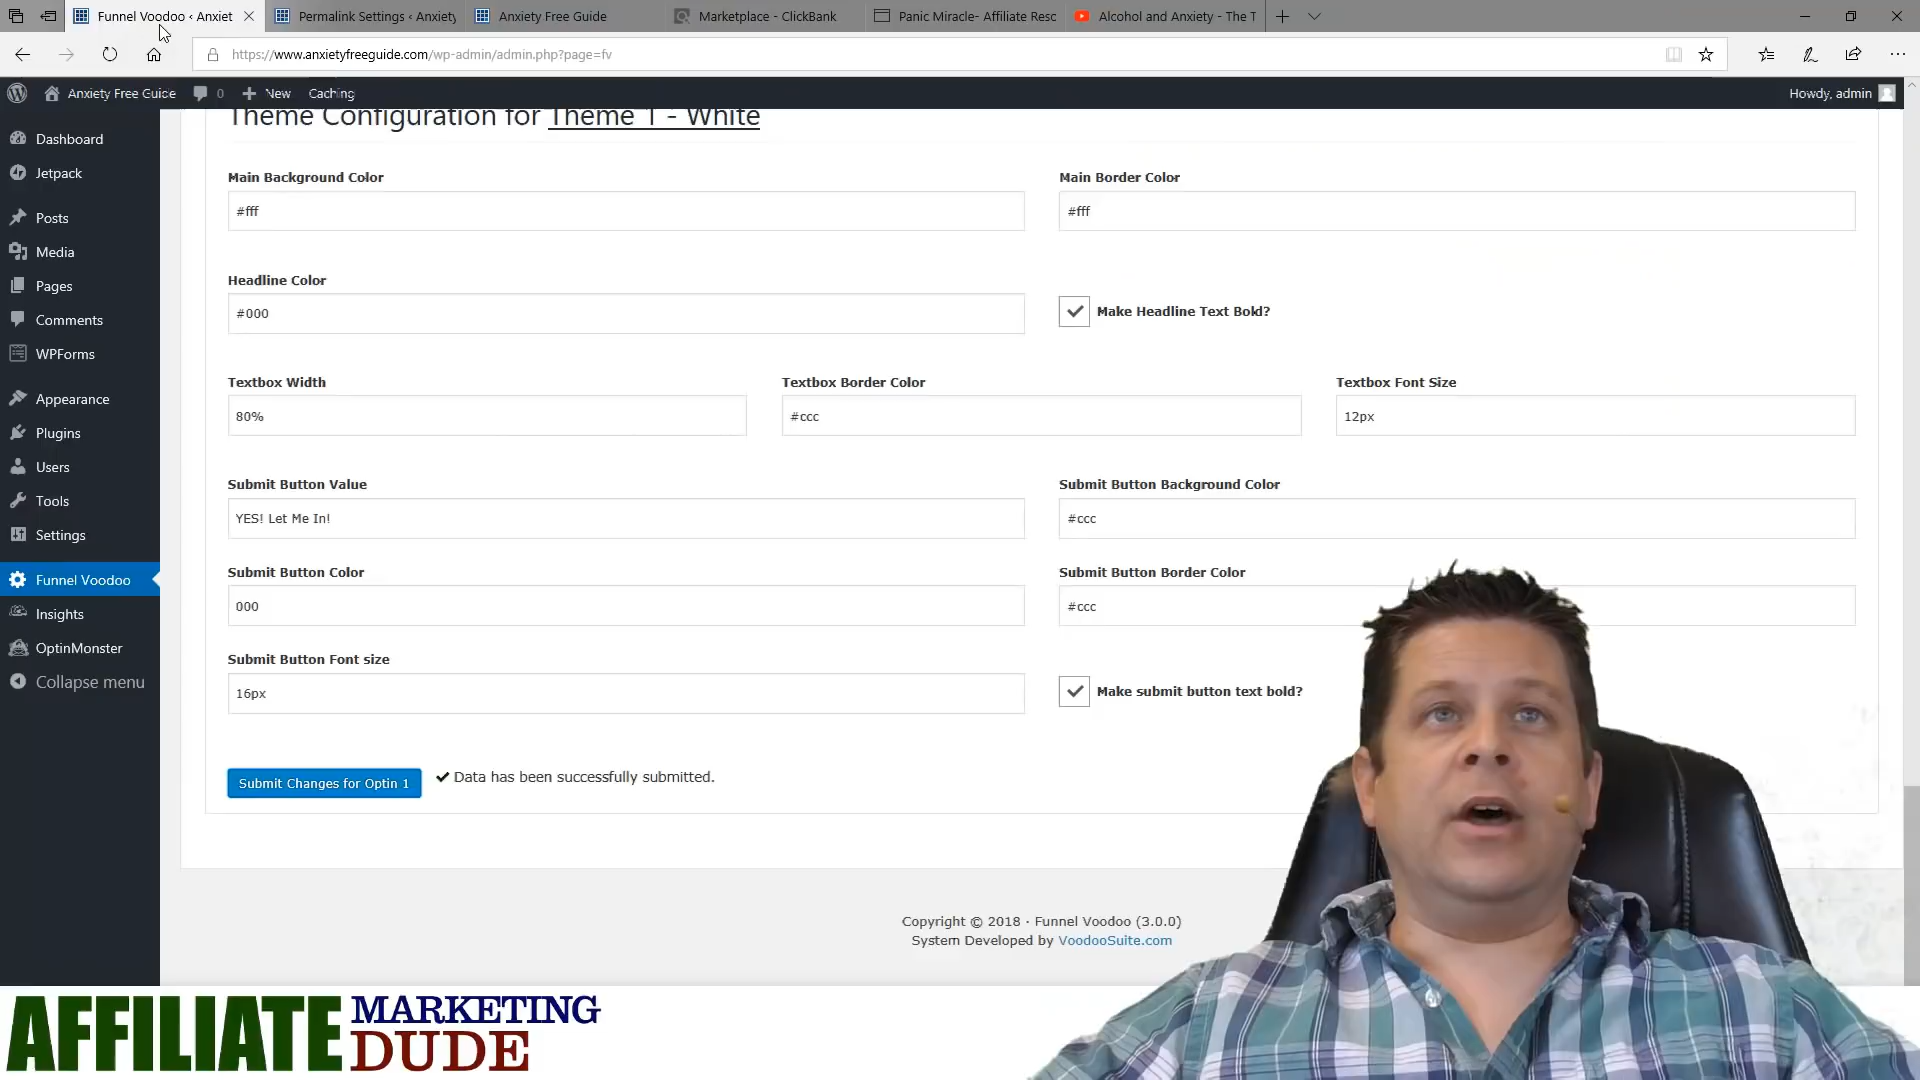 Funnel Voodoo ‹ Anxiet
Permalink Settings ‹ Anxiety
Anxiety Free Guide
Marketplace - ClickBank
Panic Miracle- Affiliate Resc
Alcohol and Anxiety - The T
https://www.anxietyfreeguide.com/wp-admin/admin.php?page=fv
Anxiety Free Guide
0
New
Caching
Howdy, admin
Dashboard
Jetpack
Posts
Media
Pages
Comments
WPForms
Appearance
Plugins
Users
Tools
Settings
Funnel Voodoo
Insights
OptinMonster
Collapse menu
Theme Configuration for Theme 1 - White
Main Background Color
Main Border Color
#fff
#fff
Headline Color
#000
Make Headline Text Bold?
Textbox Width
Textbox Border Color
Textbox Font Size
80%
#ccc
12px
Submit Button Value
Submit Button Background Color
YES! Let Me In!
#ccc
Submit Button Color
Submit Button Border Color
000
#ccc
Submit Button Font size
16px
Make submit button text bold?
Submit Changes for Optin 1
Data has been successfully submitted.
Copyright © 2018 · Funnel Voodoo (3.0.0)
System Developed by VoodooSuite.com
AFFILIATE
MARKETING
DUDE